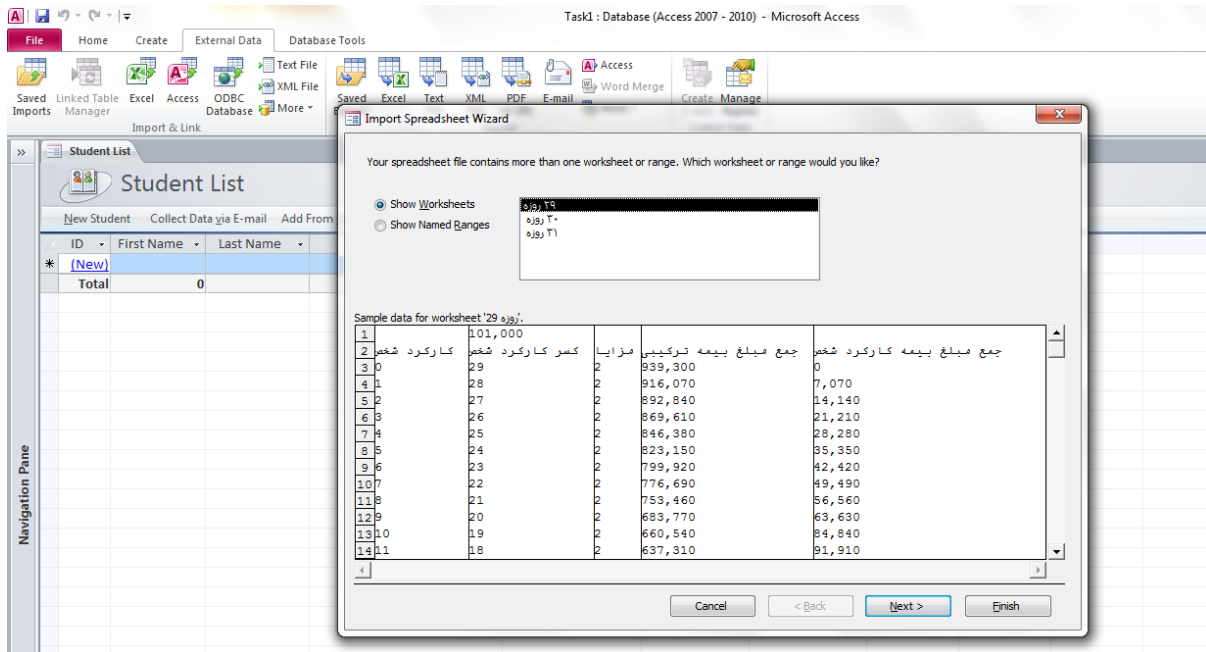 Task1 : Database (Access 2007 - 2010) - Microsoft Access
File Home Create External Data Database Tools
Saved Imports
Linked Table Manager
Excel
Access
ODBC Database
Text File
XML File
More
Import & Link
Saved
Excel
Text
XML
PDF
E-mail
Access
Word Merge
Create
Manage
Student List
Student List
New Student Collect Data via E-mail Add From
ID First Name Last Name
(New)
Total 0
Navigation Pane
Import Spreadsheet Wizard
Your spreadsheet file contains more than one worksheet or range. Which worksheet or range would you like?
Show Worksheets
Show Named Ranges
۲۹ روزه
۳۰ روزه
۳۱ روزه
Sample data for worksheet '29 روزه'.
1 101,000
2 کارکرد شخص کسر کارکرد شخص مزایا جمع مبلغ بیمه ترکیبی جمع مبلغ بیمه کارکرد شخص
3 0 29 2 939,300 0
4 1 28 2 916,070 7,070
5 2 27 2 892,840 14,140
6 3 26 2 869,610 21,210
7 4 25 2 846,380 28,280
8 5 24 2 823,150 35,350
9 6 23 2 799,920 42,420
10 7 22 2 776,690 49,490
11 8 21 2 753,460 56,560
12 9 20 2 683,770 63,630
13 10 19 2 660,540 84,840
14 11 18 2 637,310 91,910
Cancel < Back Next > Finish